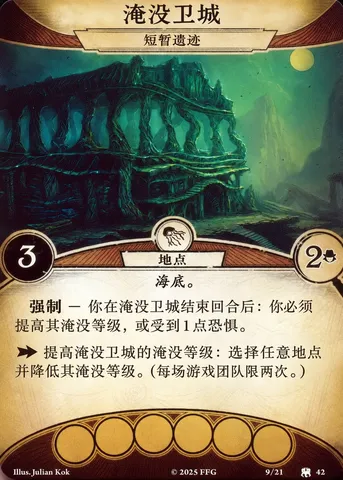 淹没卫城
短暂遗迹
3
2
地点
海底。
强制 — 你在淹没卫城结束回合后：你必须
提高其淹没等级，或受到1点恐惧。
提高淹没卫城的淹没等级：选择任意地点
并降低其淹没等级。（每场游戏团队限两次。）
Illus. Julian Kok
© 2025 FFG
9/21
42